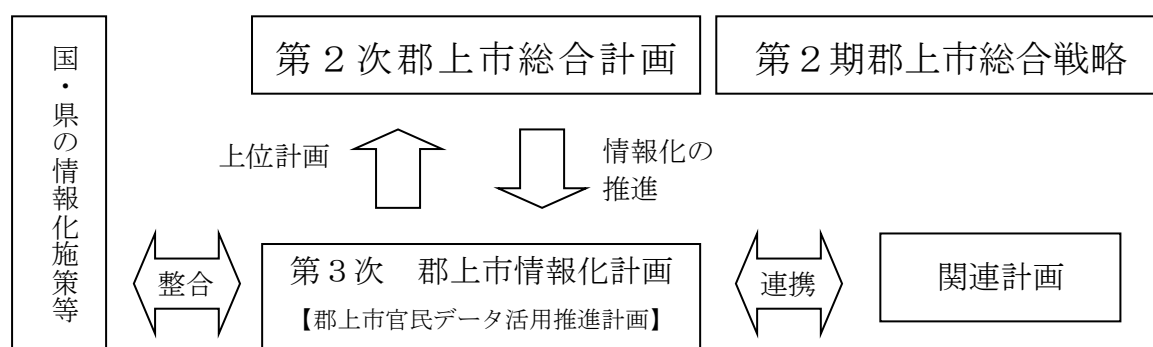 国・県の情報化施策等
第２次郡上市総合計画
第２期郡上市総合戦略
上位計画
情報化の
推進
整合
第３次　郡上市情報化計画
【郡上市官民データ活用推進計画】
連携
関連計画